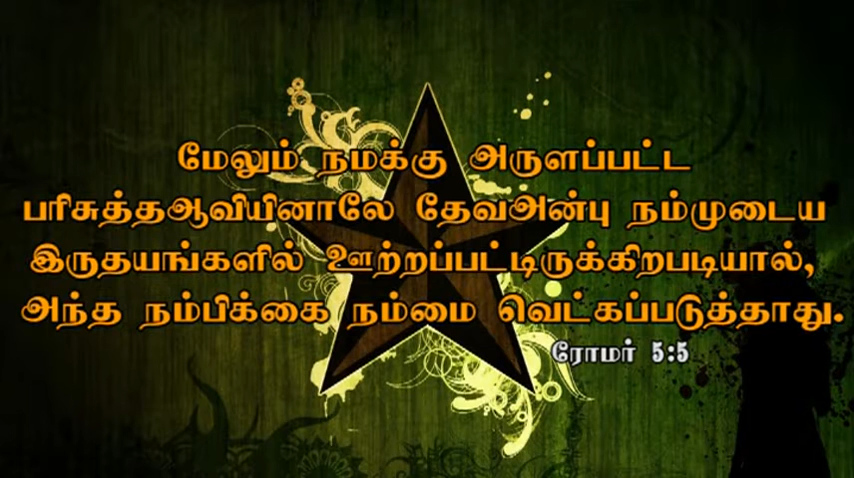 மேலும் நமக்கு அருளப்பட்ட
பரிசுத்தஆவியினாலே தேவஅன்பு நம்முடைய
இருதயங்களில் ஊற்றப்பட்டிருக்கிறபடியால்,
அந்த நம்பிக்கை நம்மை வெட்கப்படுத்தாது.
ரோமர் 5:5